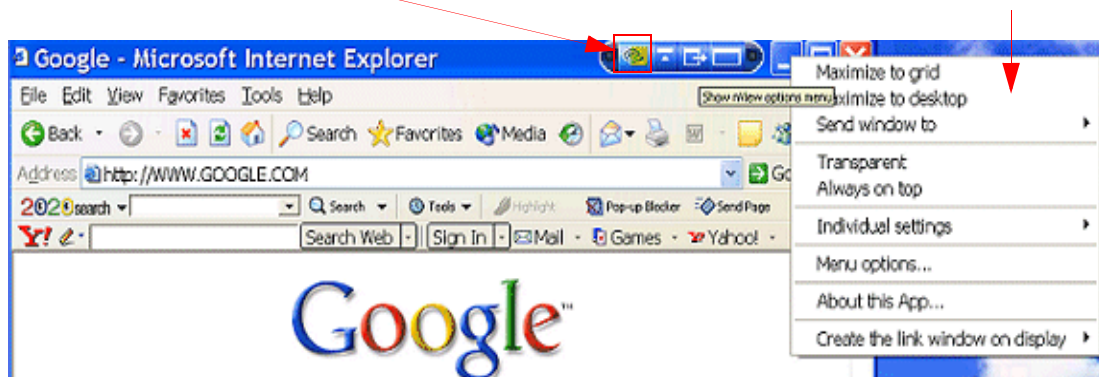 Google - Microsoft Internet Explorer
File Edit View Favorites Tools Help
Show nView options menu
Back Search Favorites Media
Address http://WWW.GOOGLE.COM Go
2020search Search Tools Highlight Pop-up Blocker Send Page
Y! Search Web Sign In Mail Games Yahoo!
Google™
Maximize to grid
Maximize to desktop
Send window to
Transparent
Always on top
Individual settings
Menu options...
About this App...
Create the link window on display